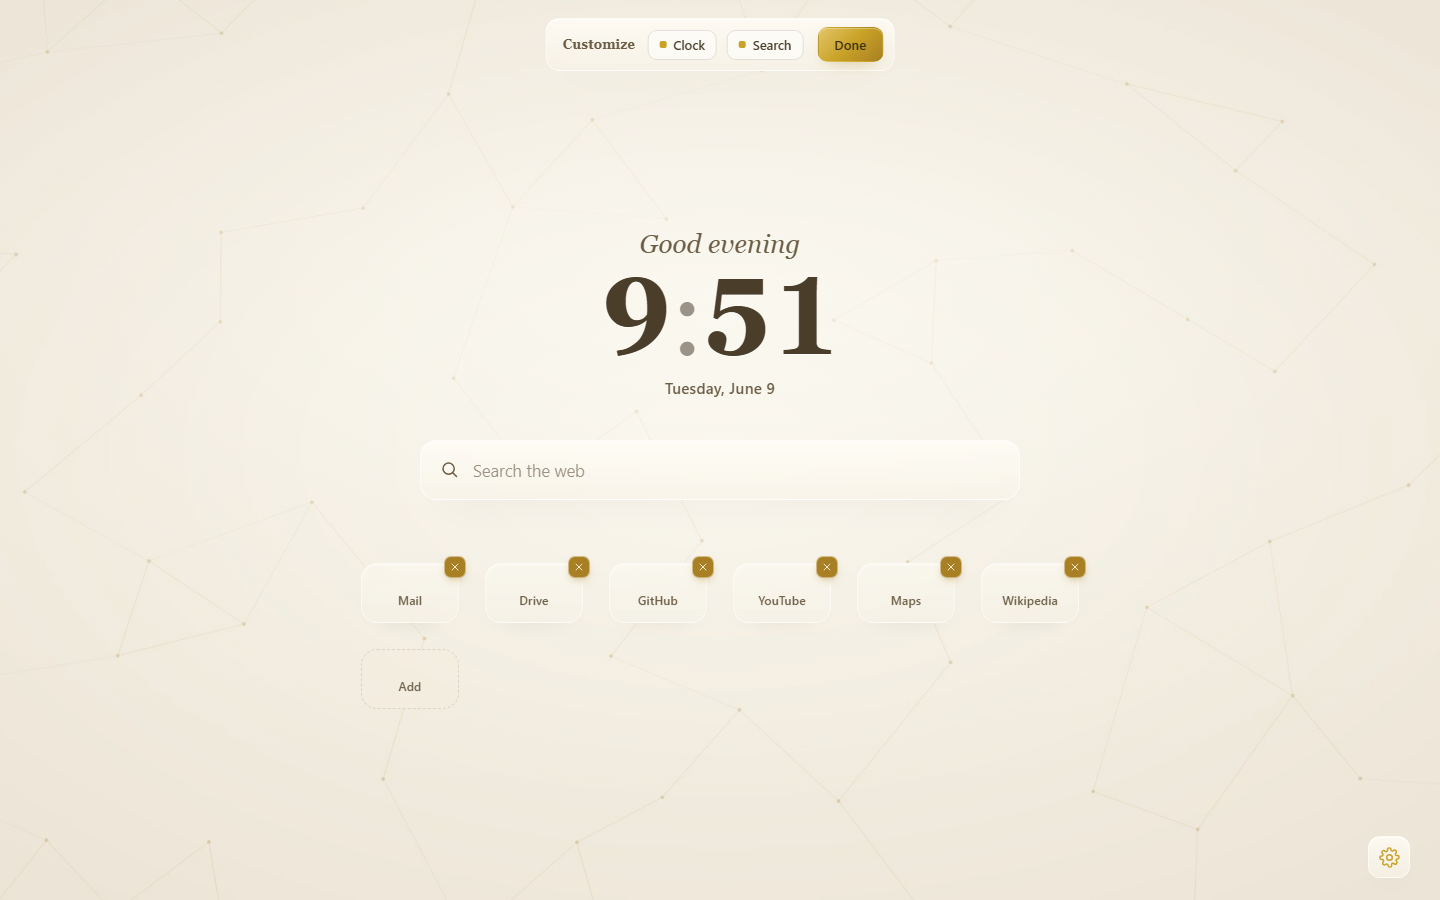 Customize Clock Search Done
Good evening
9:51
Tuesday, June 9
Search the web
Mail Drive GitHub YouTube Maps Wikipedia
Add